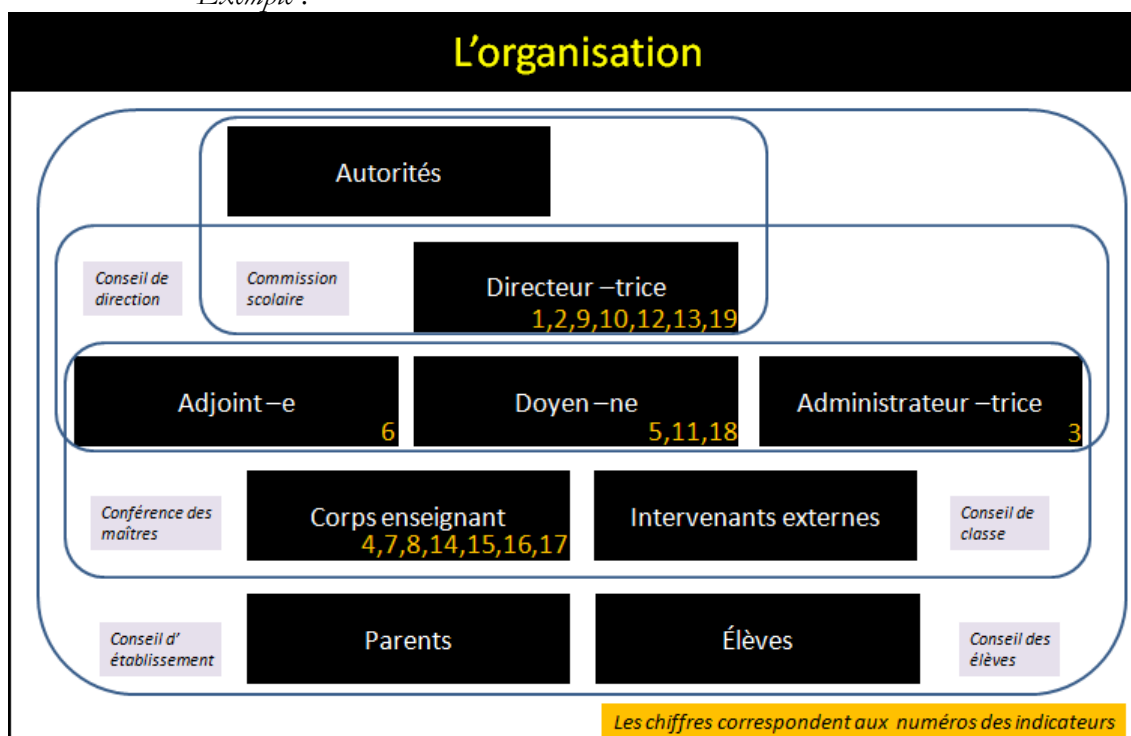 Exemple :
L'organisation
Autorités
Conseil de
direction
Commission
scolaire
Directeur –trice
1,2,9,10,12,13,19
Adjoint –e
6
Doyen –ne
5,11,18
Administrateur –trice
3
Conférence des
maîtres
Corps enseignant
4,7,8,14,15,16,17
Intervenants externes
Conseil de
classe
Conseil d'
établissement
Parents
Élèves
Conseil des
élèves
Les chiffres correspondent aux numéros des indicateurs